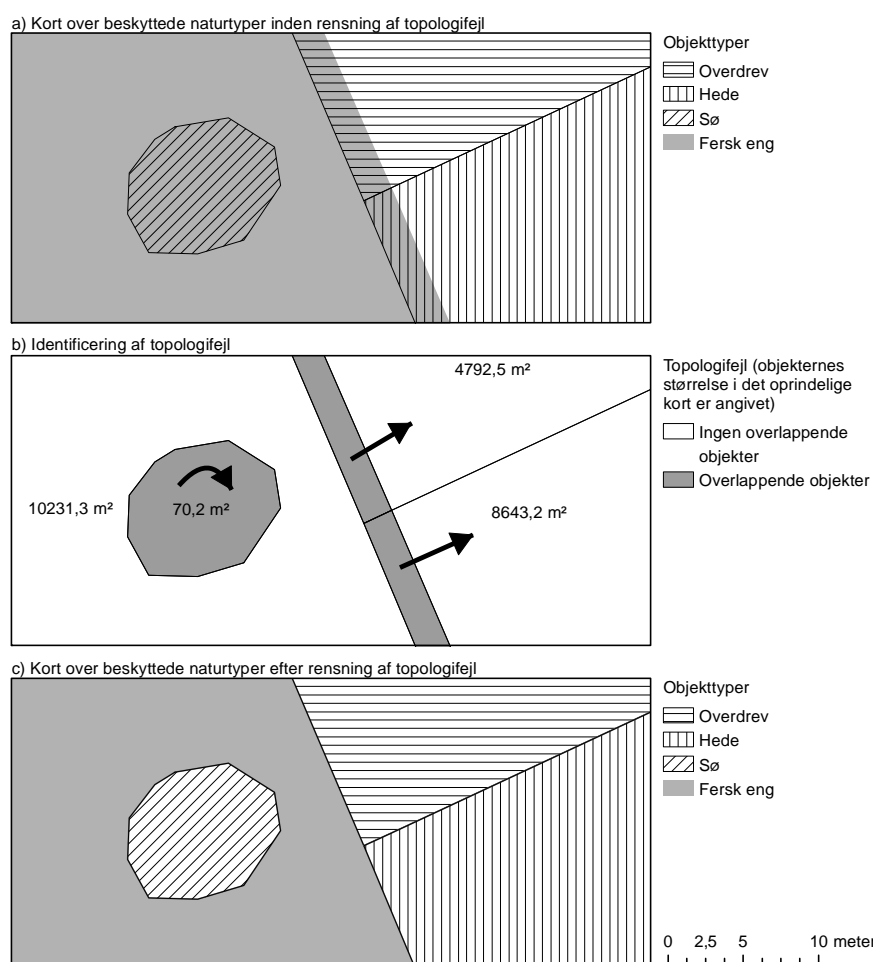 a) Kort over beskyttede naturtyper inden rensning af topologifejl
Objekttyper
Overdrev
Hede
Sø
Fersk eng
b) Identificering af topologifejl
4792,5 m²
10231,3 m²
70,2 m²
8643,2 m²
Topologifejl (objekternes
størrelse i det oprindelige
kort er angivet)
Ingen overlappende
objekter
Overlappende objekter
c) Kort over beskyttede naturtyper efter rensning af topologifejl
Objekttyper
Overdrev
Hede
Sø
Fersk eng
0 2,5 5 10 meter